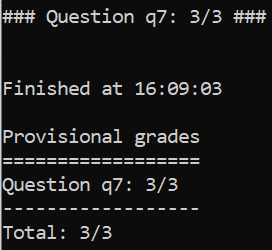 ### Question q7: 3/3 ###
Finished at 16:09:03
Provisional grades
==================
Question q7: 3/3
------------------
Total: 3/3